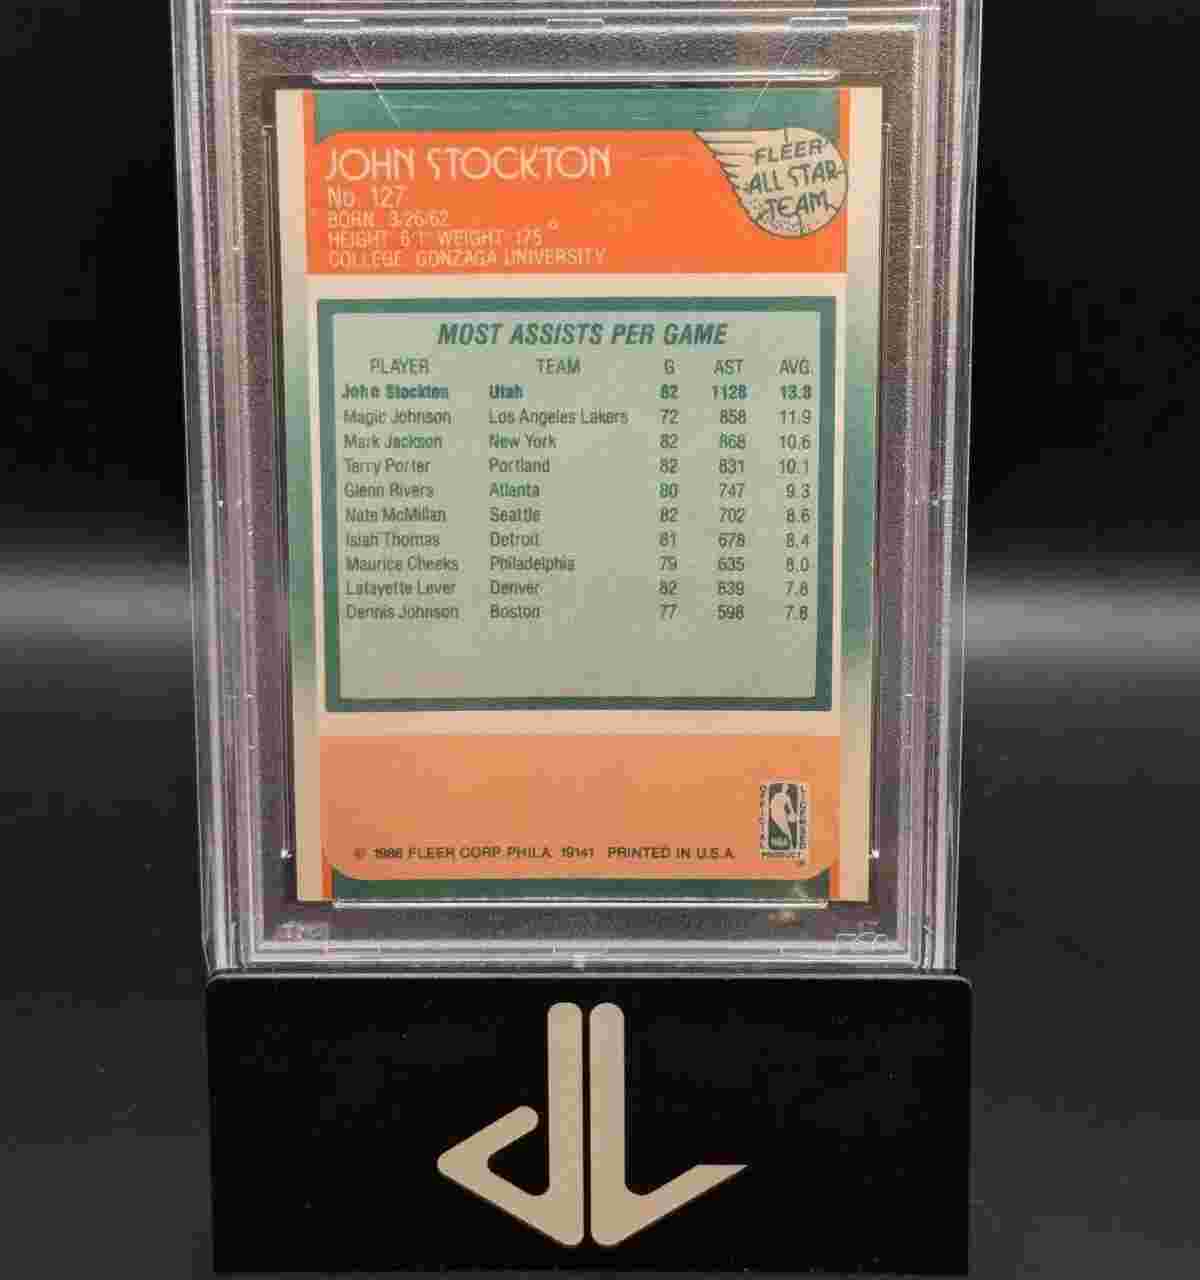 JOHN STOCKTON
No. 127
BORN: 3/26/62
HEIGHT: 6'1" WEIGHT: 175
COLLEGE: GONZAGA UNIVERSITY
FLEER
ALL STAR
TEAM
MOST ASSISTS PER GAME
PLAYER TEAM G AST AVG.
John Stockton Utah 82 1128 13.8
Magic Johnson Los Angeles Lakers 72 858 11.9
Mark Jackson New York 82 868 10.6
Terry Porter Portland 82 831 10.1
Glenn Rivers Atlanta 80 747 9.3
Nate McMillan Seattle 82 702 8.6
Isiah Thomas Detroit 81 678 8.4
Maurice Cheeks Philadelphia 79 635 8.0
Lafayette Lever Denver 82 639 7.8
Dennis Johnson Boston 77 598 7.8
OFFICIAL LICENSED
NBA
PRODUCT
© 1988 FLEER CORP. PHILA. 19141 PRINTED IN U.S.A.